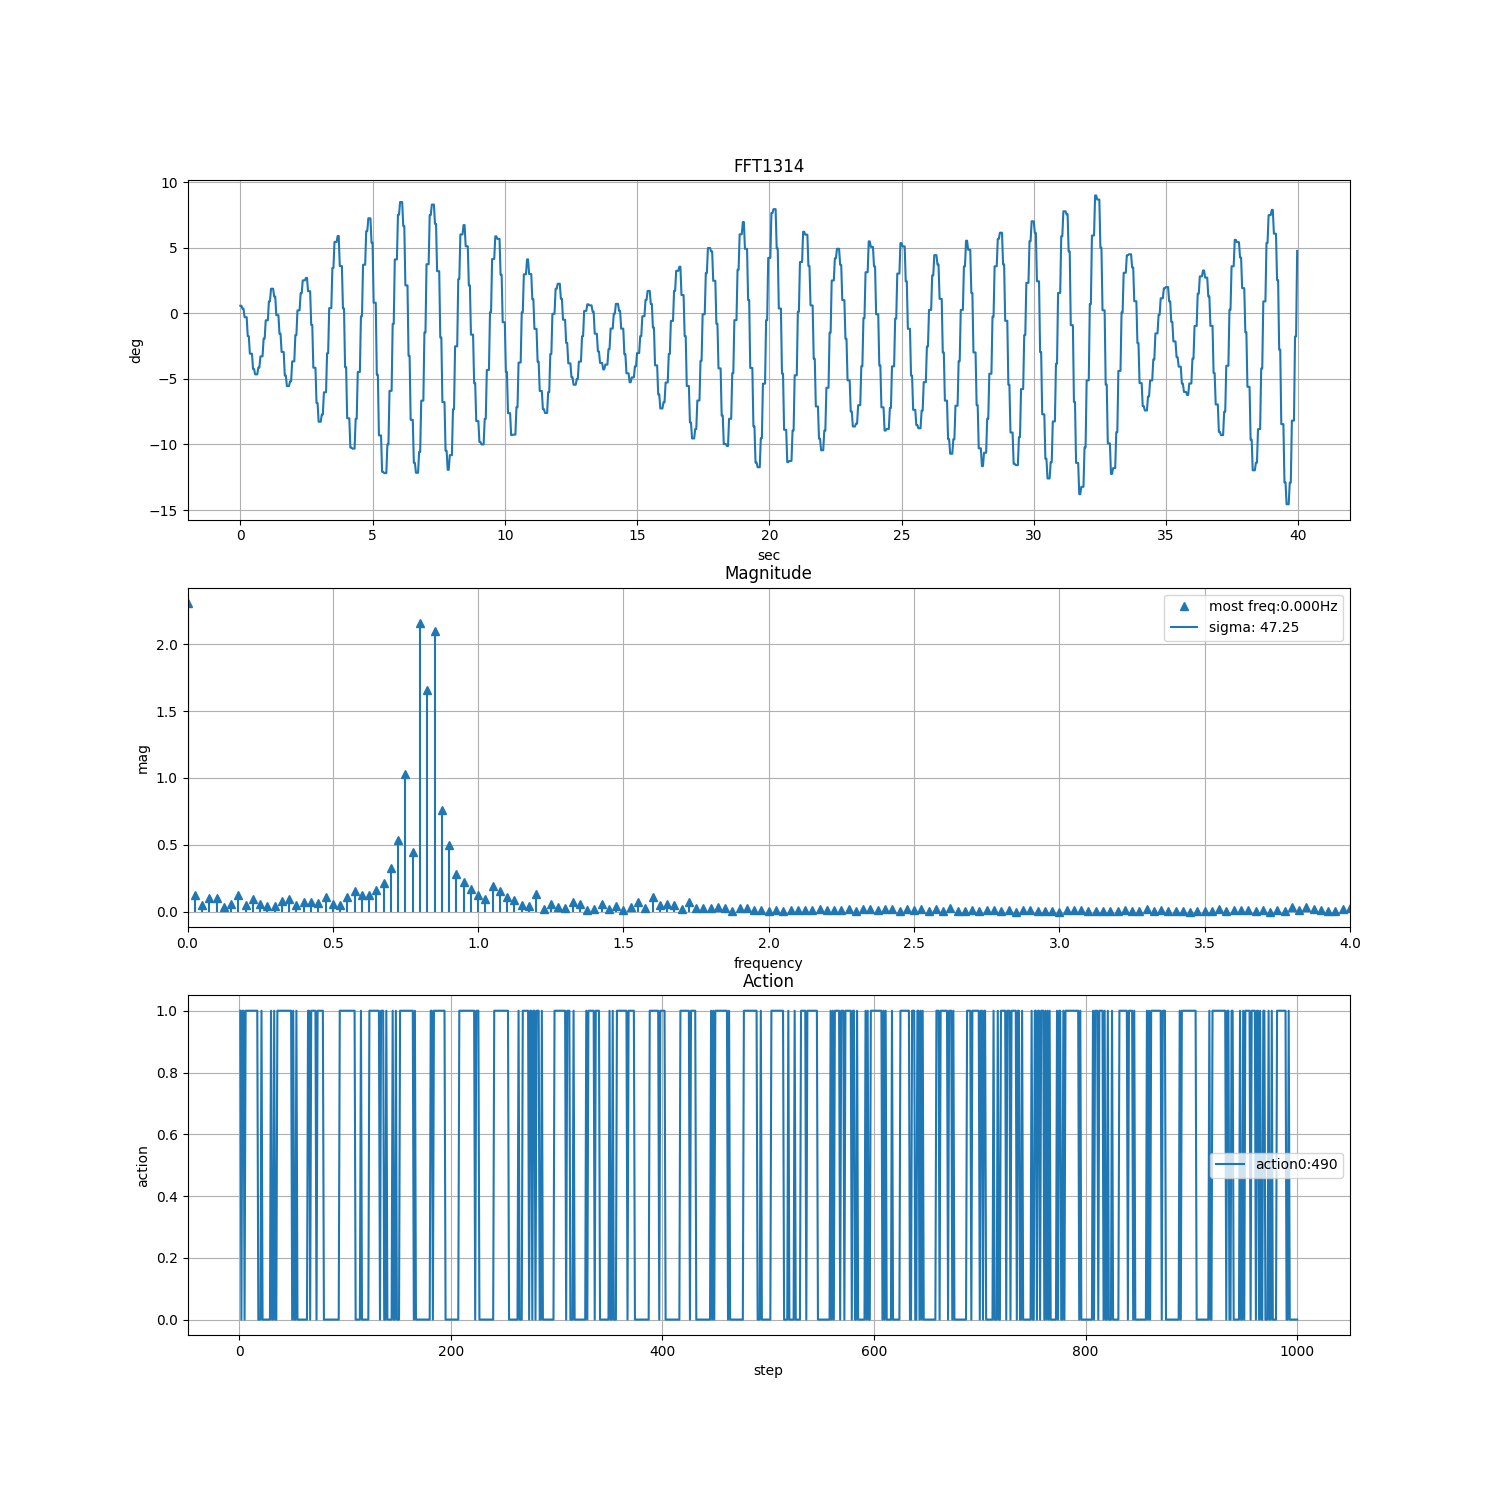 FFT1314
10
5
0
−5
−10
−15
deg
0 5 10 15 20 25 30 35 40
sec
Magnitude
most freq:0.000Hz
sigma: 47.25
2.0
1.5
1.0
0.5
0.0
mag
0.0 0.5 1.0 1.5 2.0 2.5 3.0 3.5 4.0
frequency
Action
1.0
0.8
0.6
0.4
0.2
0.0
action
action0:490
0 200 400 600 800 1000
step